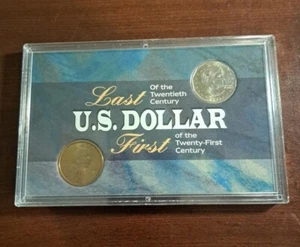 Last Of the
Twentieth
Century
U.S. DOLLAR
First of the
Twenty-First
Century